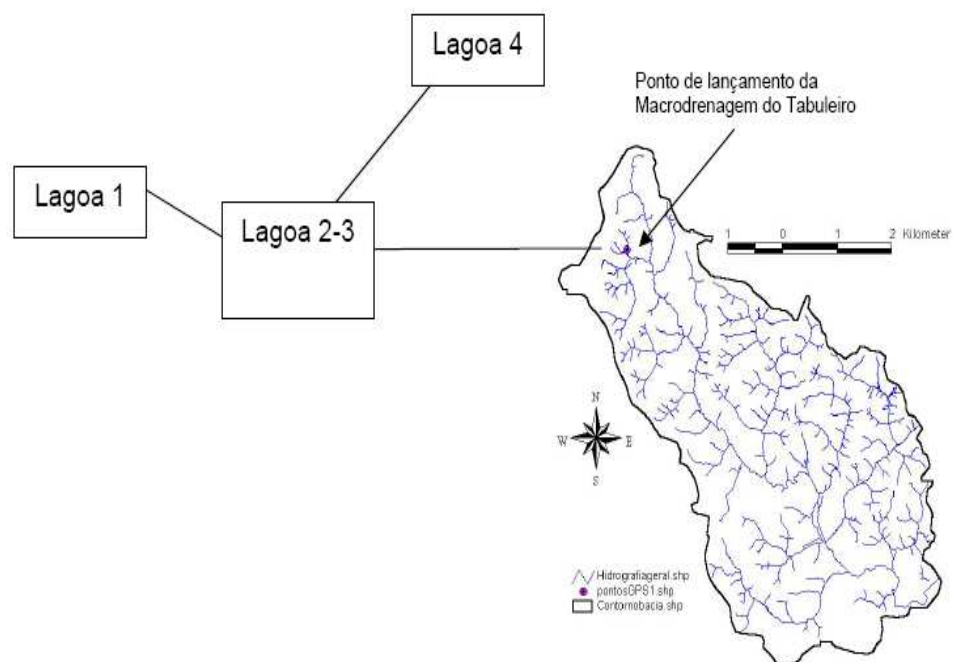 Lagoa 4
Ponto de lançamento da
Macrodrenagem do Tabuleiro
Lagoa 1
Lagoa 2-3
1 0 1 2 Kilometer
N
W E
S
Hidrografiageral.shp
pontosGPS1.shp
Contornobacia.shp